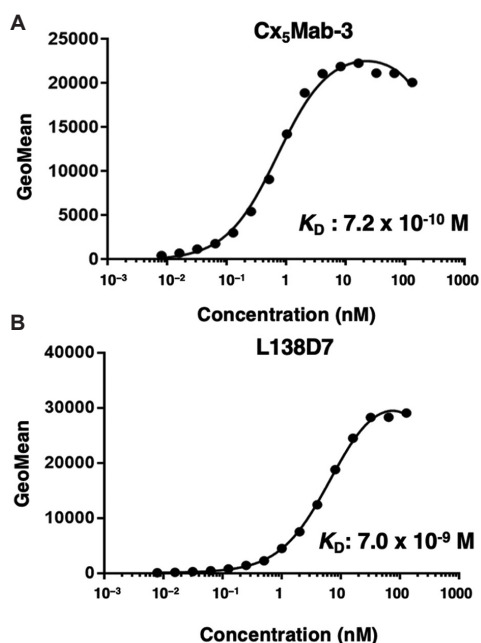 A
Cx₅Mab-3
25000
20000
15000
10000
5000
0
GeoMean
K_D : 7.2 x 10⁻¹⁰ M
10⁻³ 10⁻² 10⁻¹ 1 10 100 1000
Concentration (nM)
B
L138D7
40000
30000
20000
10000
0
GeoMean
K_D: 7.0 x 10⁻⁹ M
10⁻³ 10⁻² 10⁻¹ 1 10 100 1000
Concentration (nM)